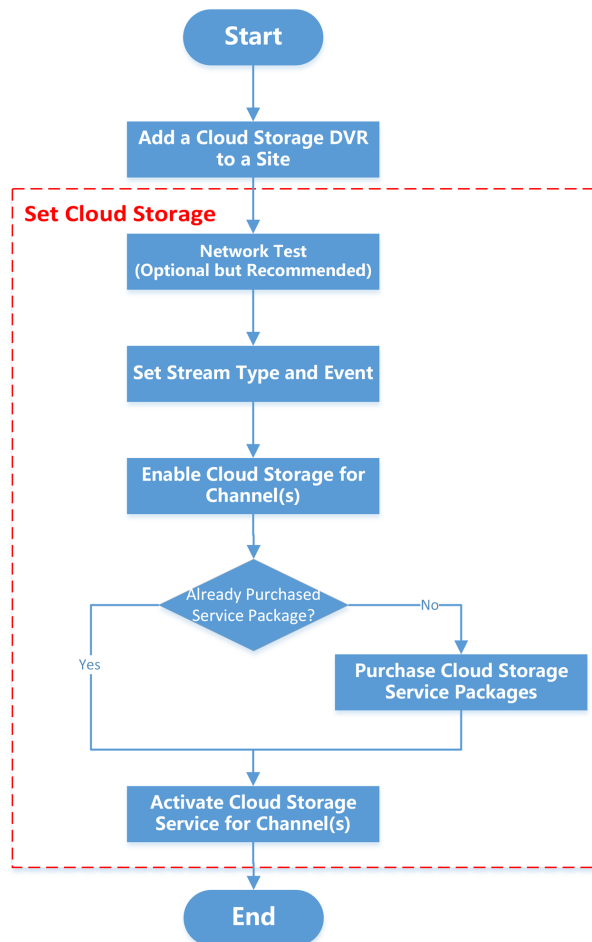 Start
Add a Cloud Storage DVR
to a Site
Set Cloud Storage
Network Test
(Optional but Recommended)
Set Stream Type and Event
Enable Cloud Storage for
Channel(s)
Already Purchased
Service Package?
No
Yes
Purchase Cloud Storage
Service Packages
Activate Cloud Storage
Service for Channel(s)
End